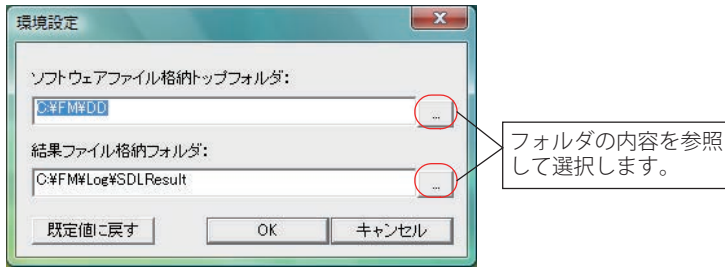 環境設定
ソフトウェアファイル格納トップフォルダ:
C:¥FM¥DD
...
結果ファイル格納フォルダ:
C:¥FM¥Log¥SDLResult
...
既定値に戻す
OK
キャンセル
フォルダの内容を参照
して選択します。